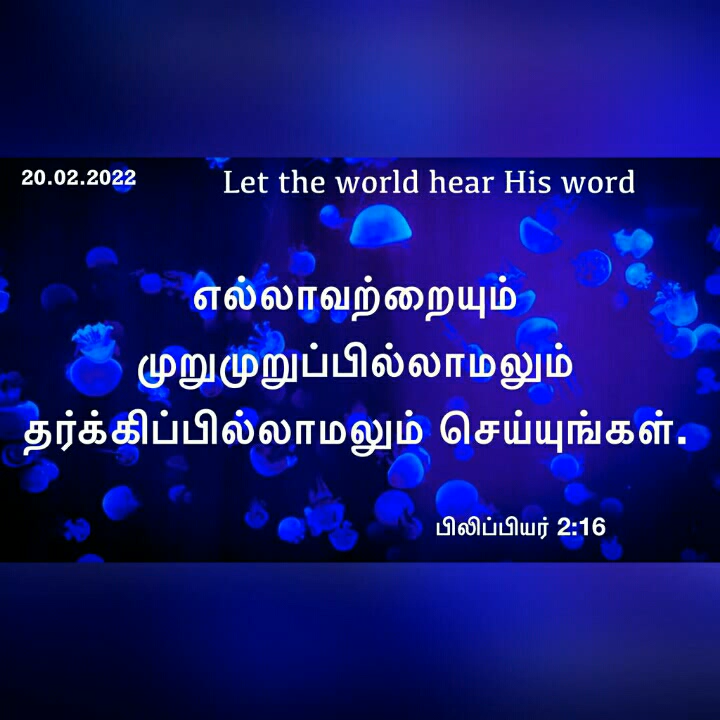 20.02.2022
Let the world hear His word
எல்லாவற்றையும்
முறுமுறுப்பில்லாமலும்
தர்க்கிப்பில்லாமலும் செய்யுங்கள்.
பிலிப்பியர் 2:16